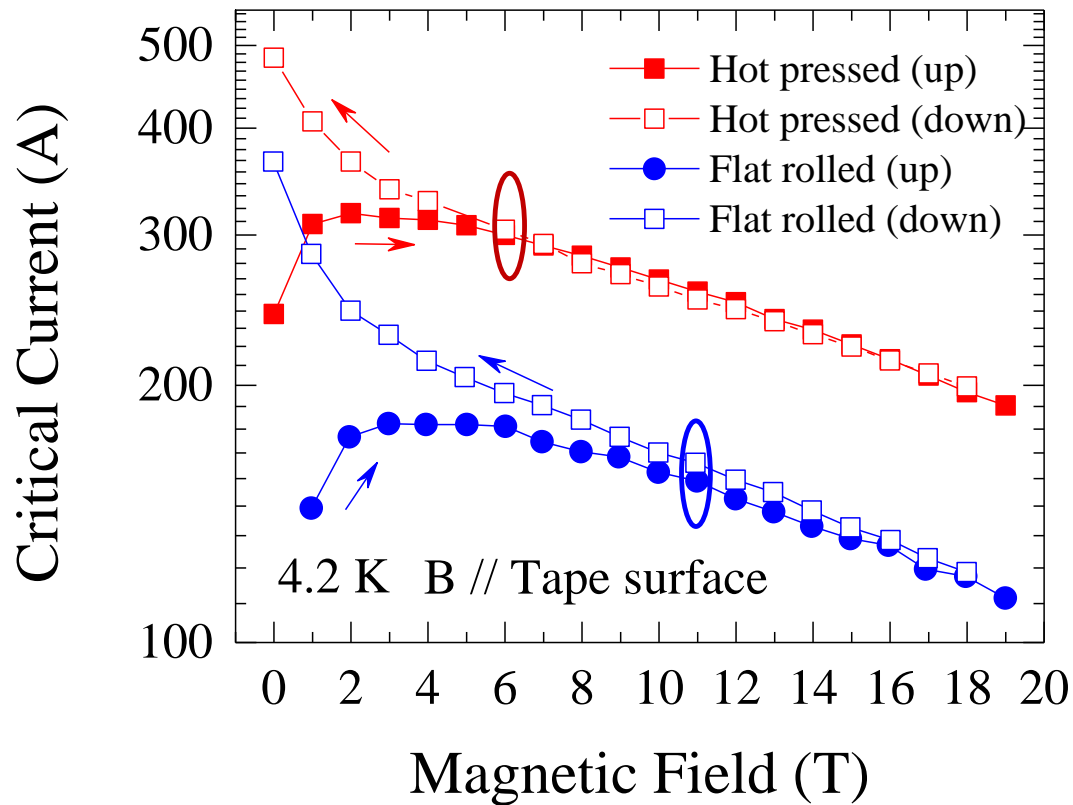 500
400
300
200
100
Critical Current (A)
Hot pressed (up)
Hot pressed (down)
Flat rolled (up)
Flat rolled (down)
4.2 K B // Tape surface
0 2 4 6 8 10 12 14 16 18 20
Magnetic Field (T)